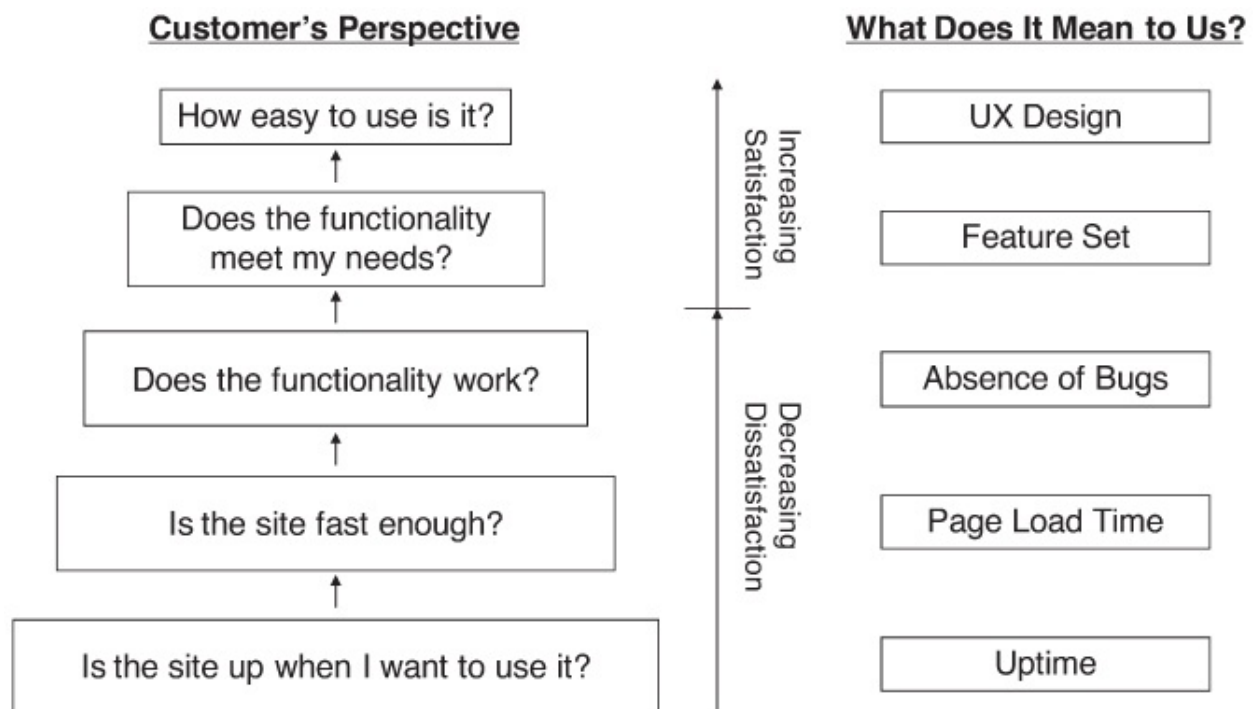 Customer's Perspective
What Does It Mean to Us?
How easy to use is it?
Does the functionality
meet my needs?
Does the functionality work?
Is the site fast enough?
Is the site up when I want to use it?
Increasing
Satisfaction
Decreasing
Dissatisfaction
UX Design
Feature Set
Absence of Bugs
Page Load Time
Uptime